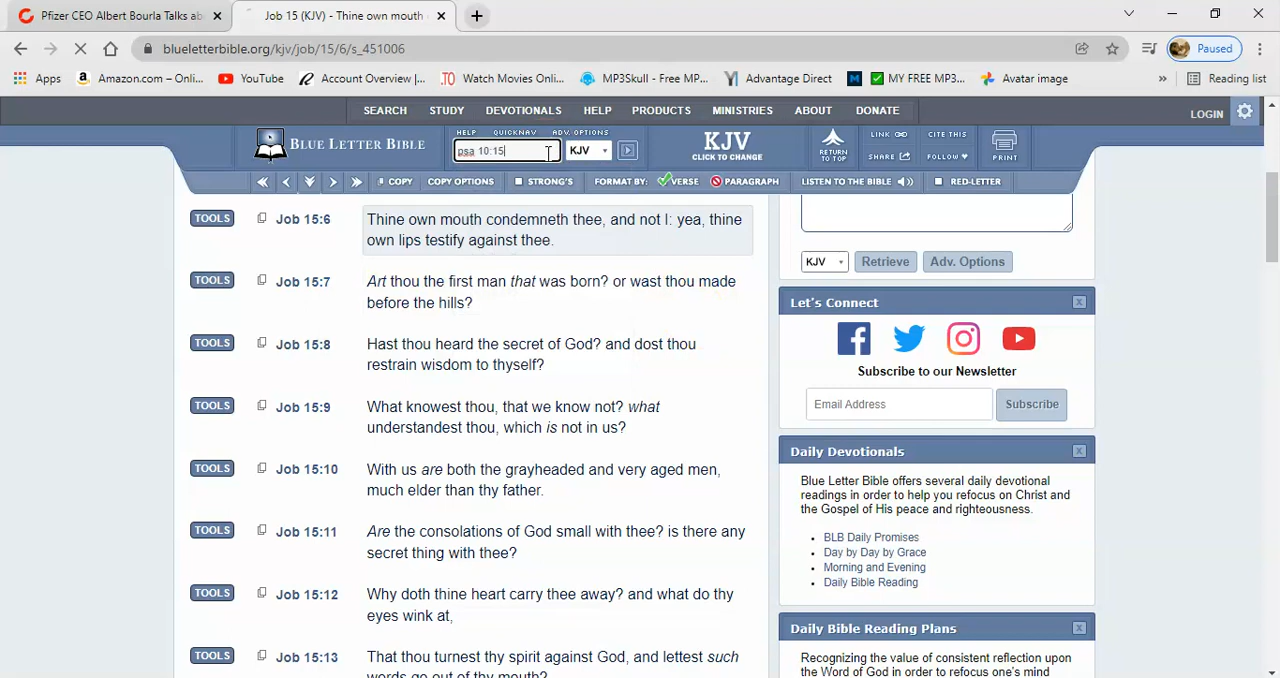 Pfizer CEO Albert Bourla Talks ab
Job 15 (KJV) - Thine own mouth
blueletterbible.org/kjv/job/15/6/s_451006
Paused
Apps
Amazon.com – Onli...
YouTube
Account Overview |...
Watch Movies Onli...
MP3Skull - Free MP...
Advantage Direct
MY FREE MP3...
Avatar image
»
Reading list
SEARCH
STUDY
DEVOTIONALS
HELP
PRODUCTS
MINISTRIES
ABOUT
DONATE
LOGIN
BLUE LETTER BIBLE
HELP
QUICKNAV
ADV. OPTIONS
psa 10:15
KJV
KJV
CLICK TO CHANGE
RETURN
TO TOP
LINK
SHARE
CITE THIS
FOLLOW
PRINT
COPY
COPY OPTIONS
STRONG'S
FORMAT BY:
VERSE
PARAGRAPH
LISTEN TO THE BIBLE
RED-LETTER
TOOLS
Job 15:6
Thine own mouth condemneth thee, and not I: yea, thine
own lips testify against thee.
TOOLS
Job 15:7
Art thou the first man that was born? or wast thou made
before the hills?
TOOLS
Job 15:8
Hast thou heard the secret of God? and dost thou
restrain wisdom to thyself?
TOOLS
Job 15:9
What knowest thou, that we know not? what
understandest thou, which is not in us?
TOOLS
Job 15:10
With us are both the grayheaded and very aged men,
much elder than thy father.
TOOLS
Job 15:11
Are the consolations of God small with thee? is there any
secret thing with thee?
TOOLS
Job 15:12
Why doth thine heart carry thee away? and what do thy
eyes wink at,
TOOLS
Job 15:13
That thou turnest thy spirit against God, and lettest such
words go out of thy mouth?
KJV
Retrieve
Adv. Options
Let's Connect
Subscribe to our Newsletter
Email Address
Subscribe
Daily Devotionals
Blue Letter Bible offers several daily devotional
readings in order to help you refocus on Christ and
the Gospel of His peace and righteousness.
BLB Daily Promises
Day by Day by Grace
Morning and Evening
Daily Bible Reading
Daily Bible Reading Plans
Recognizing the value of consistent reflection upon
the Word of God in order to refocus one's mind